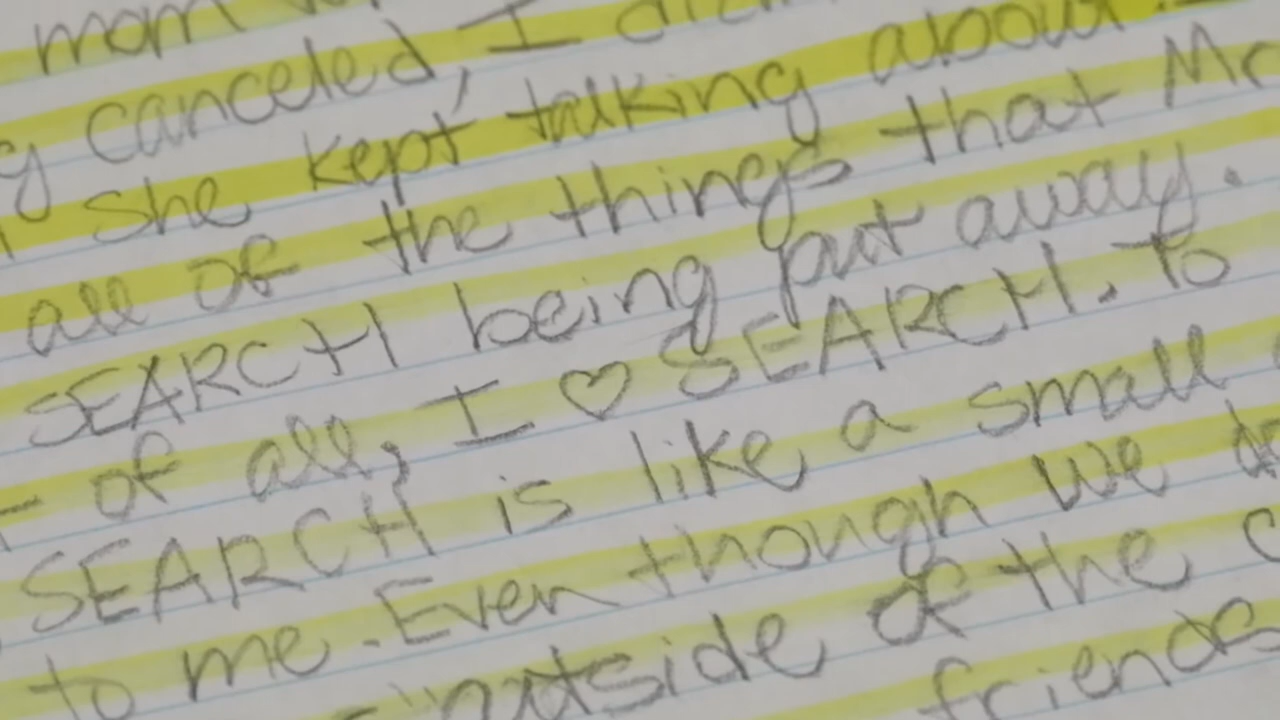 mom
canceled, I
She kept talking about
all of the things that
SEARCH being put away.
of all, I ♡ SEARCH. To
SEARCH is like a small
to me. Even though we
outside of the
friends